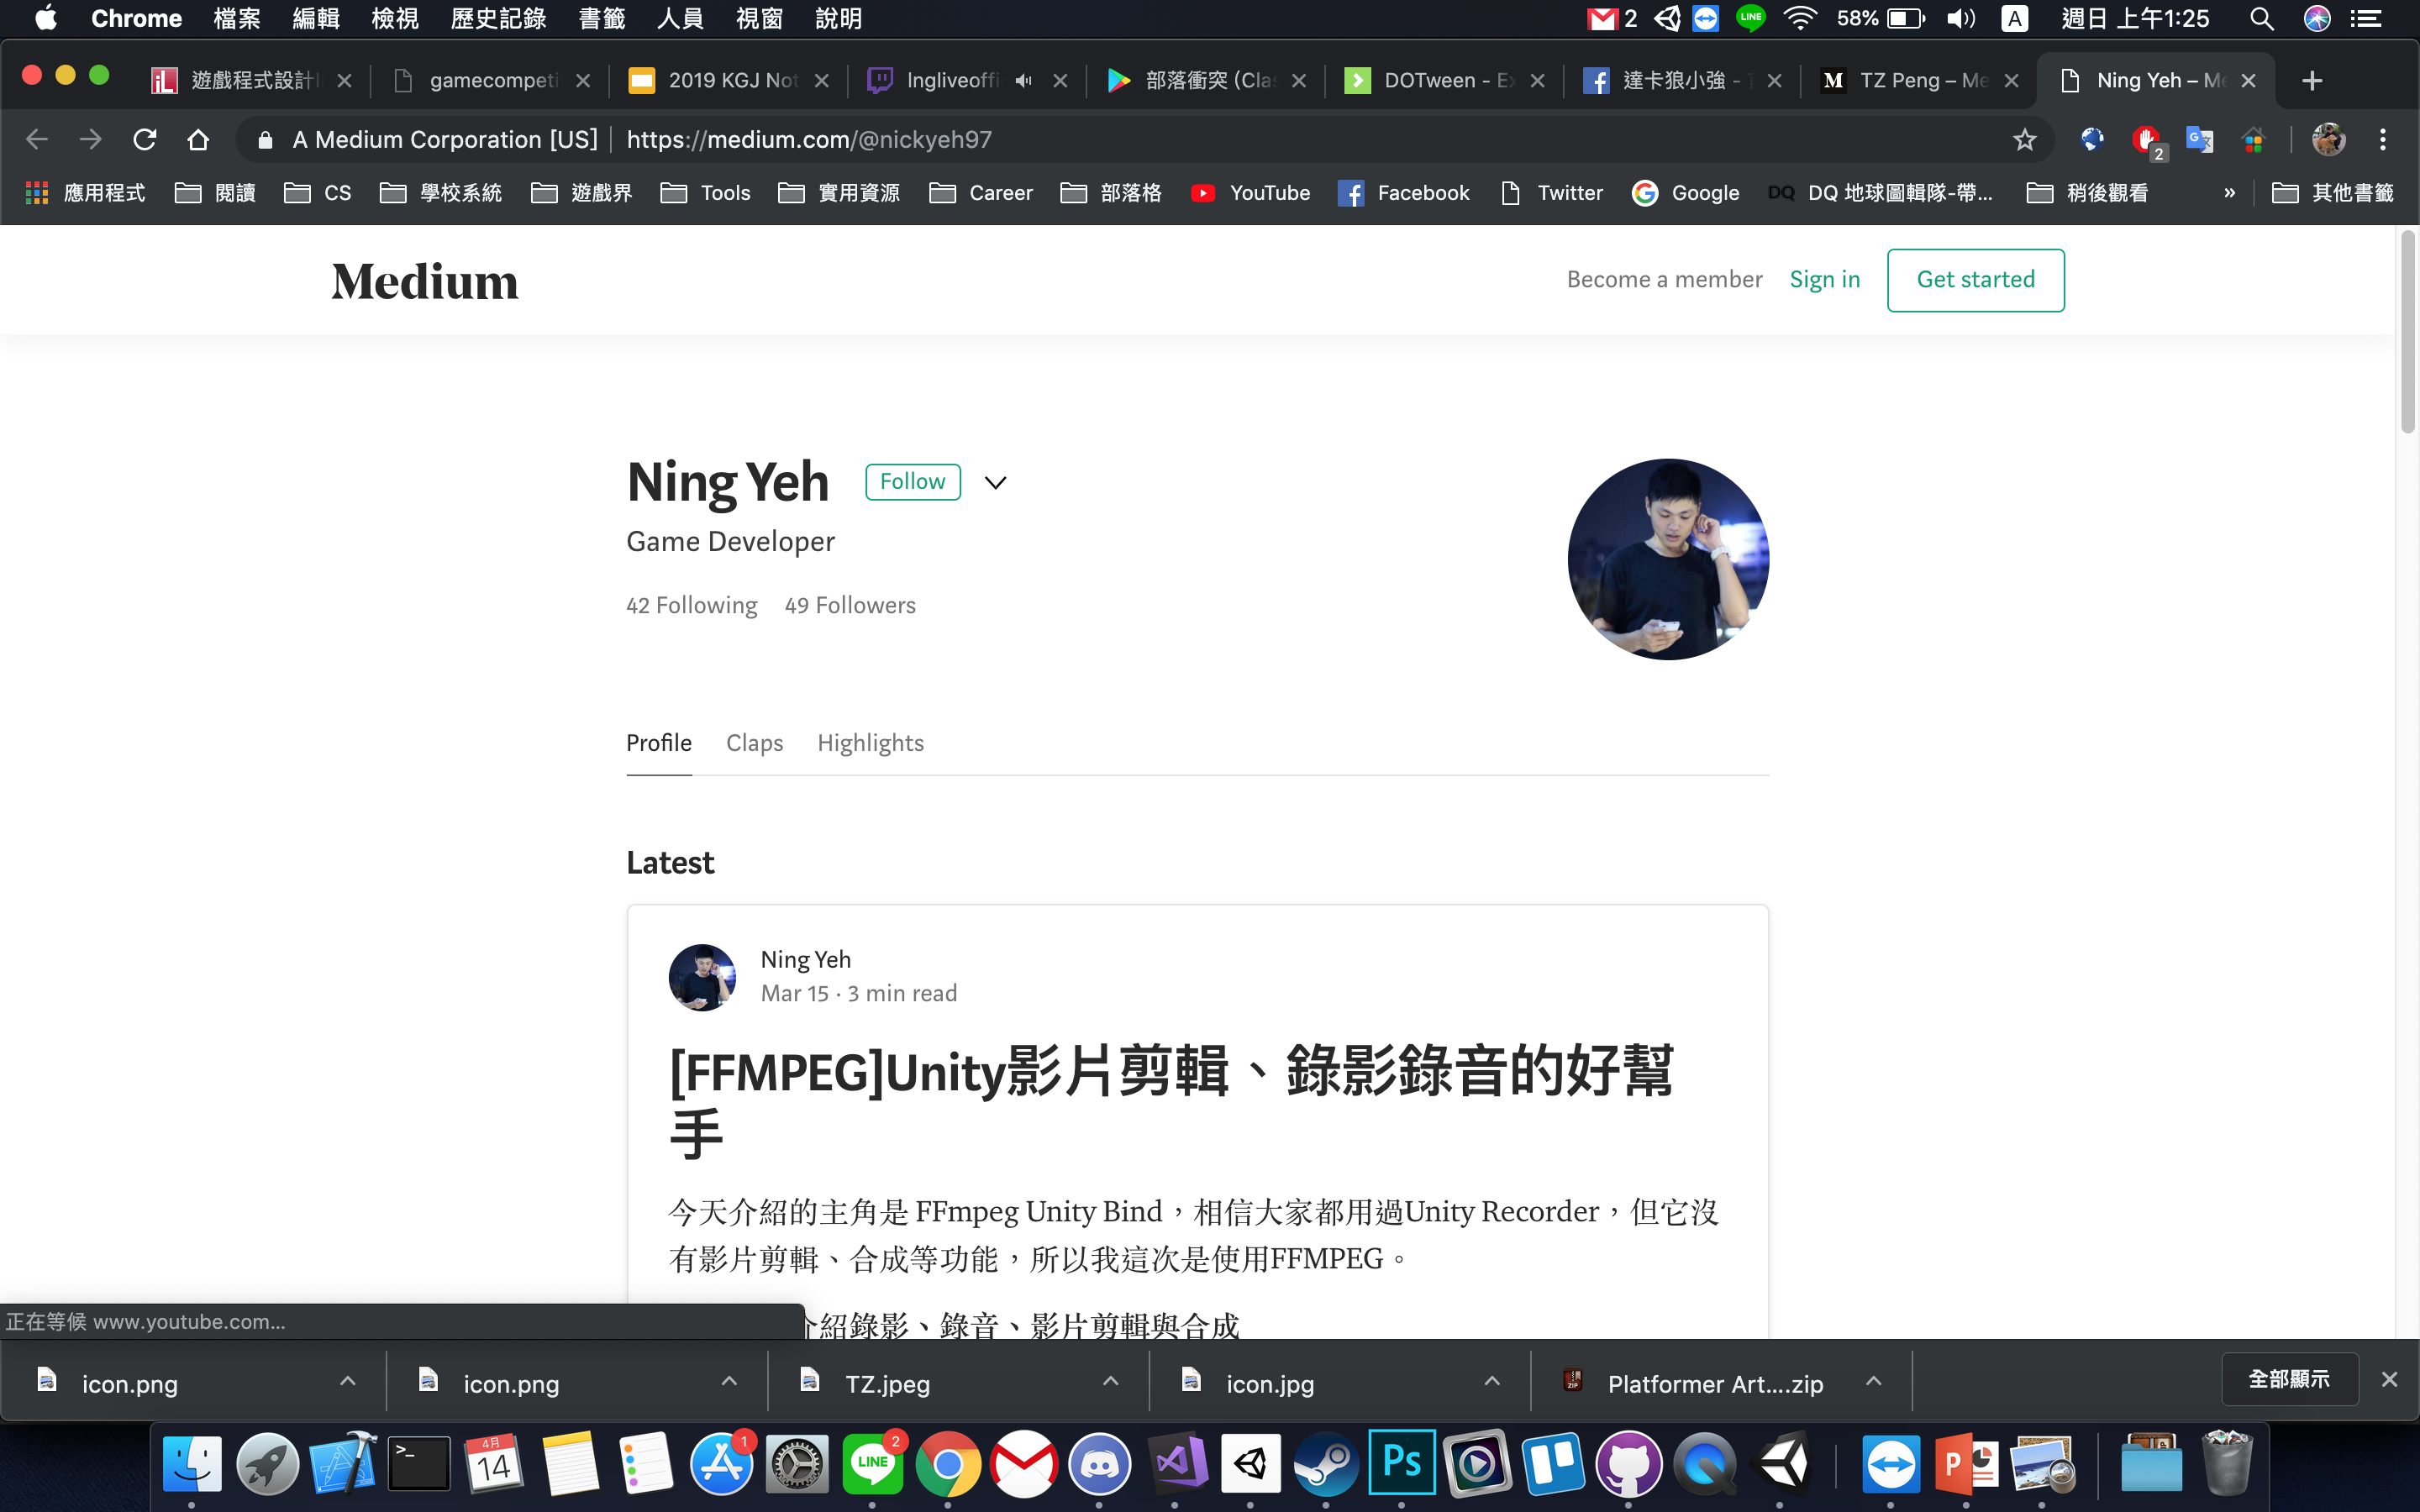 Chrome 檔案 編輯 檢視 歷史記錄 書籤 人員 視窗 說明 2 LINE 58% A 週日 上午1:25
iL 遊戲程式設計 gamecompeti 2019 KGJ Not lngliveoffi 部落衝突 (Clas DOTween - Ex 達卡狼小強 - T M TZ Peng – Me Ning Yeh – Me
A Medium Corporation [US] https://medium.com/@nickyeh97 2
應用程式 閱讀 CS 學校系統 遊戲界 Tools 實用資源 Career 部落格 YouTube Facebook Twitter Google DQ DQ 地球圖輯隊-帶... 稍後觀看 » 其他書籤
Medium Become a member Sign in Get started
Ning Yeh Follow
Game Developer
42 Following 49 Followers
Profile Claps Highlights
Latest
Ning Yeh
Mar 15 · 3 min read
[FFMPEG]Unity影片剪輯、錄影錄音的好幫
手
今天介紹的主角是 FFmpeg Unity Bind，相信大家都用過Unity Recorder，但它沒
有影片剪輯、合成等功能，所以我這次是使用FFMPEG。
介紹錄影、錄音、影片剪輯與合成
正在等候 www.youtube.com...
icon.png icon.png TZ.jpeg icon.jpg ZIP Platformer Art....zip 全部顯示
4月 14 1 LINE 2 Ps P